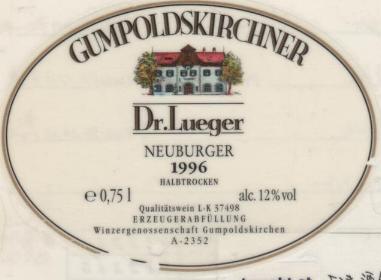 GUMPOLDSKIRCHNER
Dr. Lueger
NEUBURGER
1996
HALBTROCKEN
℮ 0,75 l alc. 12% vol
Qualitätswein L-K 37498
ERZEUGERABFÜLLUNG
Winzergenossenschaft Gumpoldskirchen
A-2352